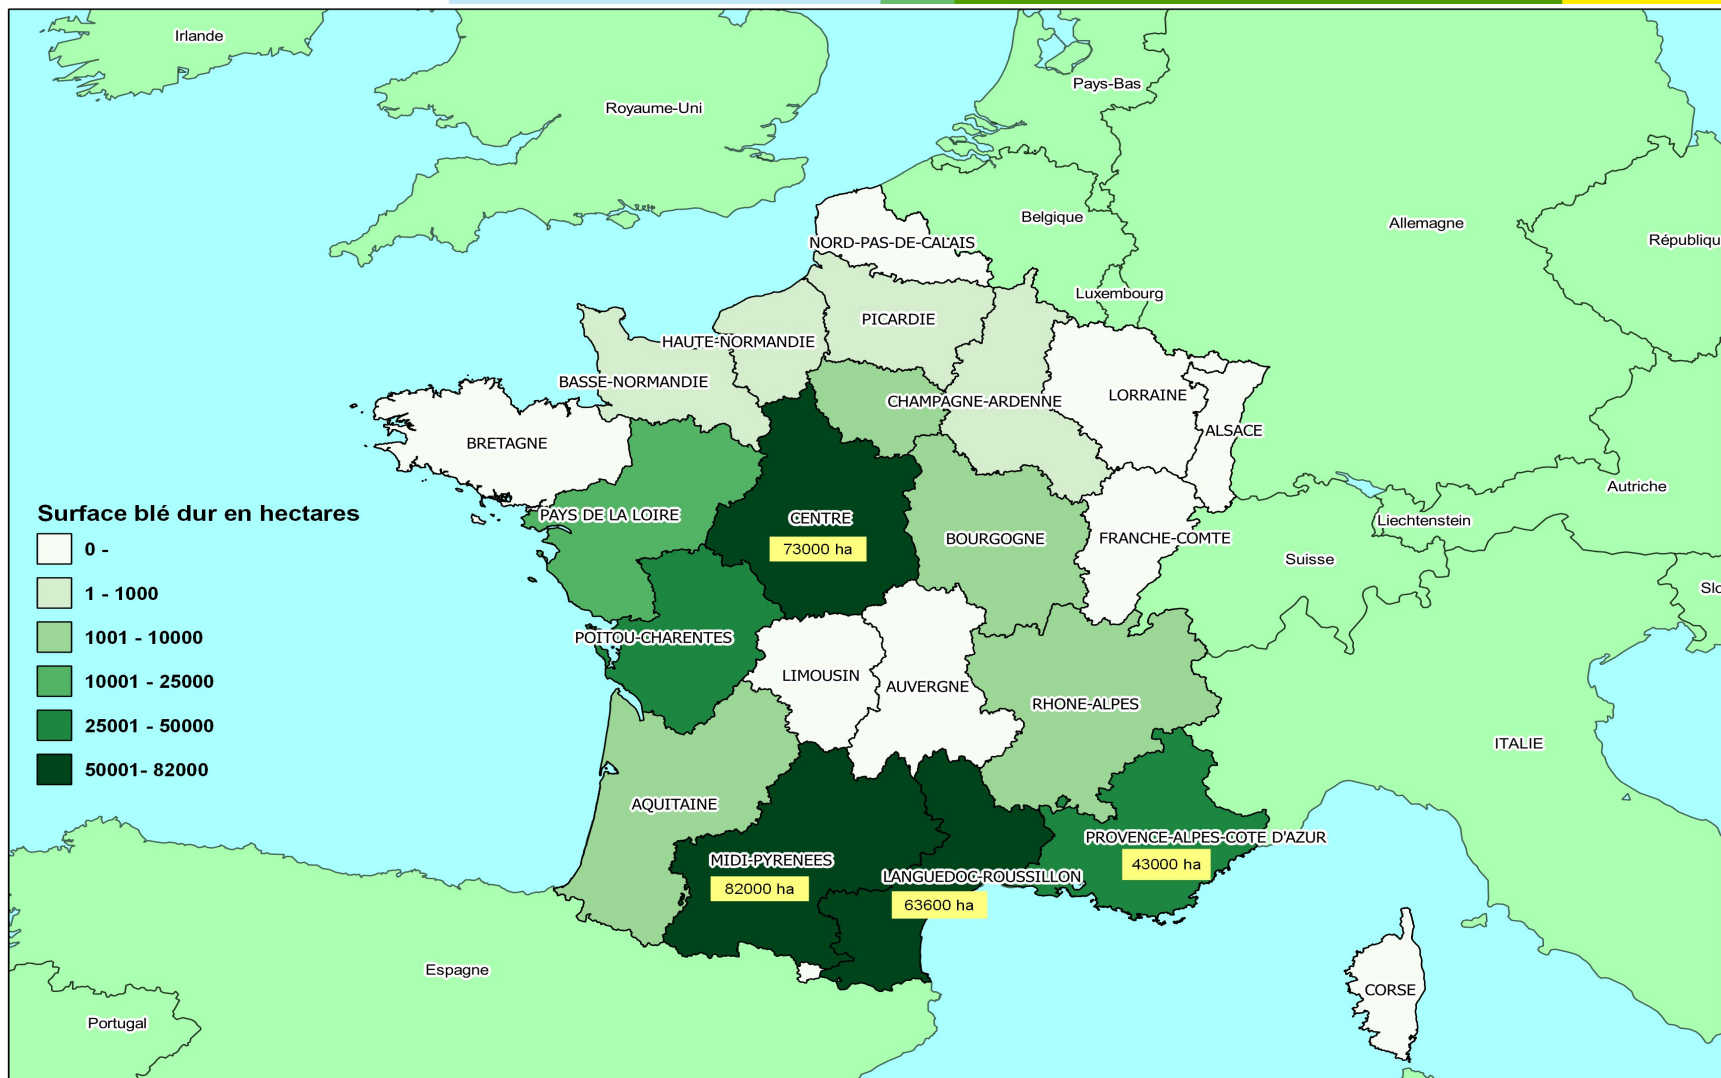 Irlande
Royaume-Uni
Pays-Bas
Belgique
Allemagne
Républiqu
Luxembourg
NORD-PAS-DE-CALAIS
PICARDIE
HAUTE-NORMANDIE
BASSE-NORMANDIE
CHAMPAGNE-ARDENNE
LORRAINE
ALSACE
BRETAGNE
Autriche
Liechtenstein
Suisse
Slo
PAYS DE LA LOIRE
CENTRE
73000 ha
BOURGOGNE
FRANCHE-COMTE
Surface blé dur en hectares
0 -
1 - 1000
1001 - 10000
10001 - 25000
25001 - 50000
50001- 82000
POITOU-CHARENTES
LIMOUSIN
AUVERGNE
RHONE-ALPES
ITALIE
AQUITAINE
MIDI-PYRENEES
82000 ha
LANGUEDOC-ROUSSILLON
63600 ha
PROVENCE-ALPES-COTE D'AZUR
43000 ha
Espagne
Portugal
CORSE